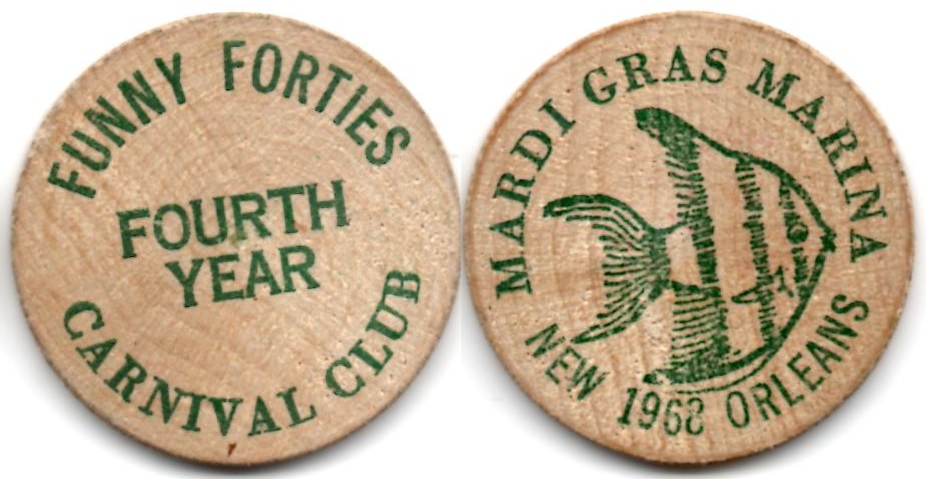 FUNNY FORTIES
FOURTH
YEAR
CARNIVAL CLUB
MARDI GRAS MARINA
NEW 1968 ORLEANS